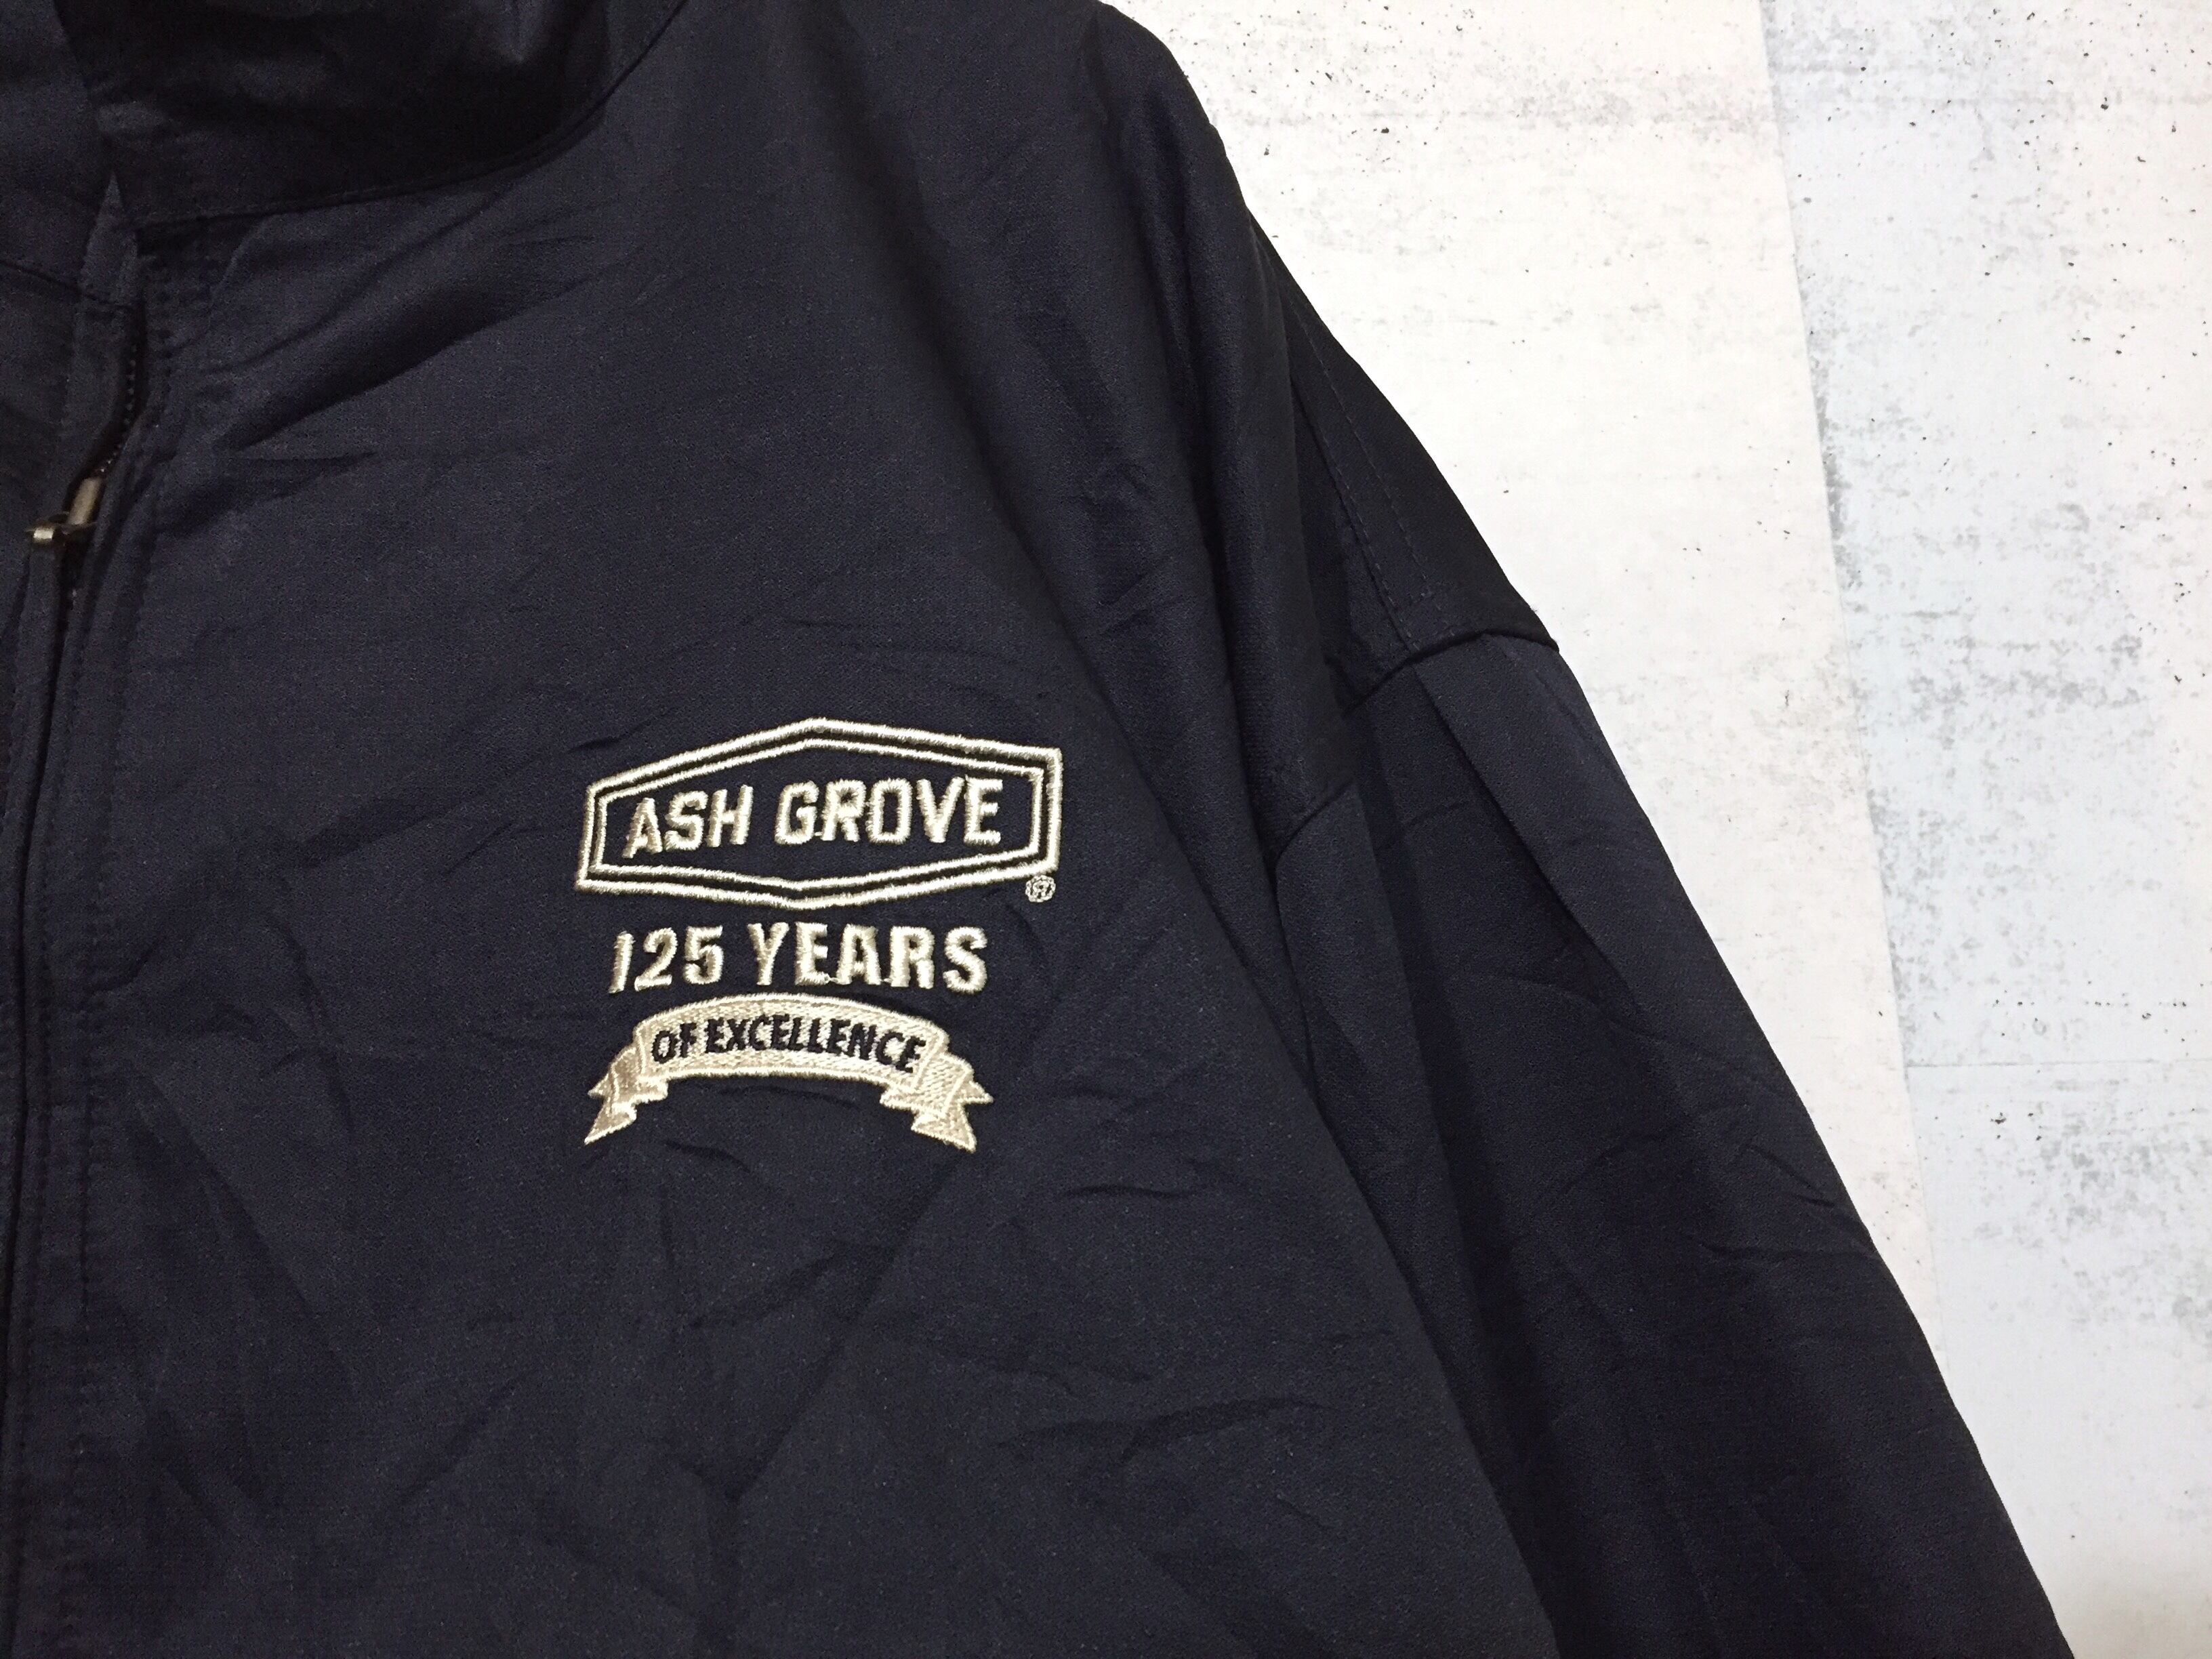 ASH GROVE
®
125 YEARS
OF EXCELLENCE